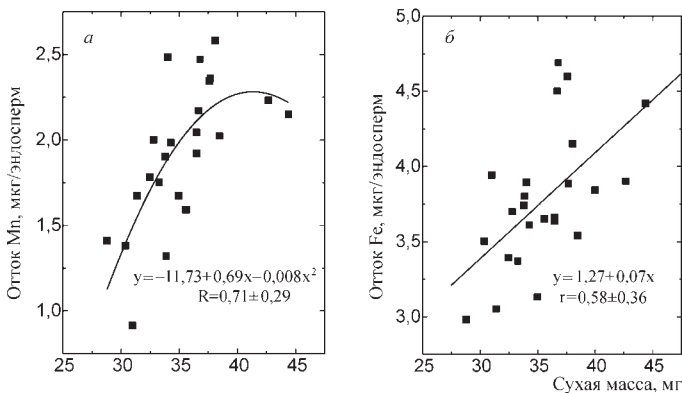 а
Отток Mn, мкг/эндосперм
2,5
2,0
1,5
1,0
y=−11,73+0,69x−0,008x²
R=0,71±0,29
25 30 35 40 45
б
Отток Fe, мкг/эндосперм
5,0
4,5
4,0
3,5
3,0
y=1,27+0,07x
r=0,58±0,36
25 30 35 40 45
Сухая масса, мг